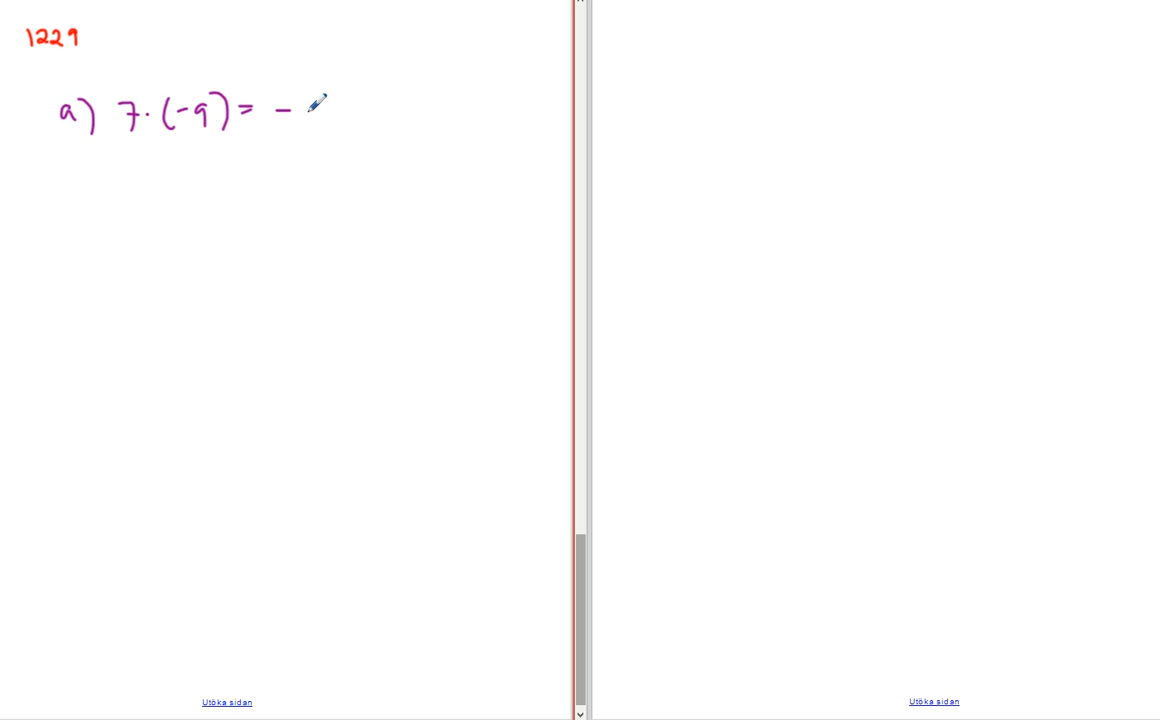 1229
a) 7·(-9) = -
Utöka sidan
Utöka sidan